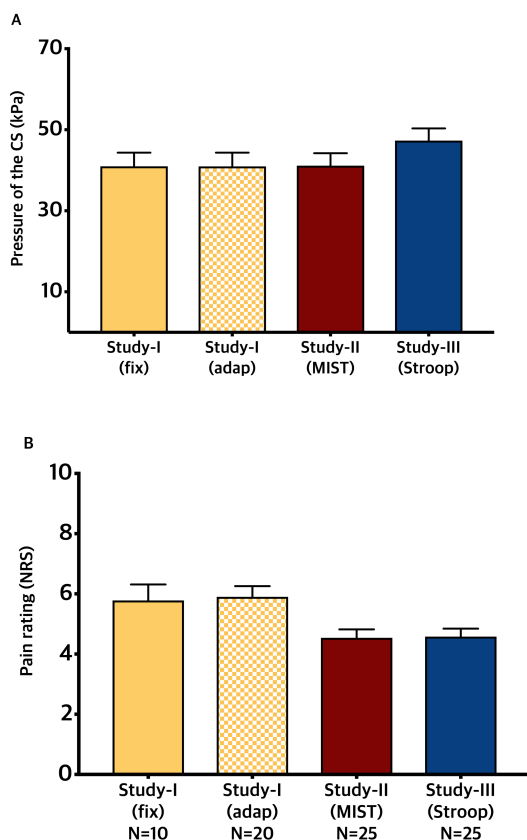 A
Pressure of the CS (kPa)
70
50
30
10
Study-I Study-I Study-II Study-III
(fix) (adap) (MIST) (Stroop)
B
Pain rating (NRS)
10
8
6
4
2
0
Study-I Study-I Study-II Study-III
(fix) (adap) (MIST) (Stroop)
N=10 N=20 N=25 N=25